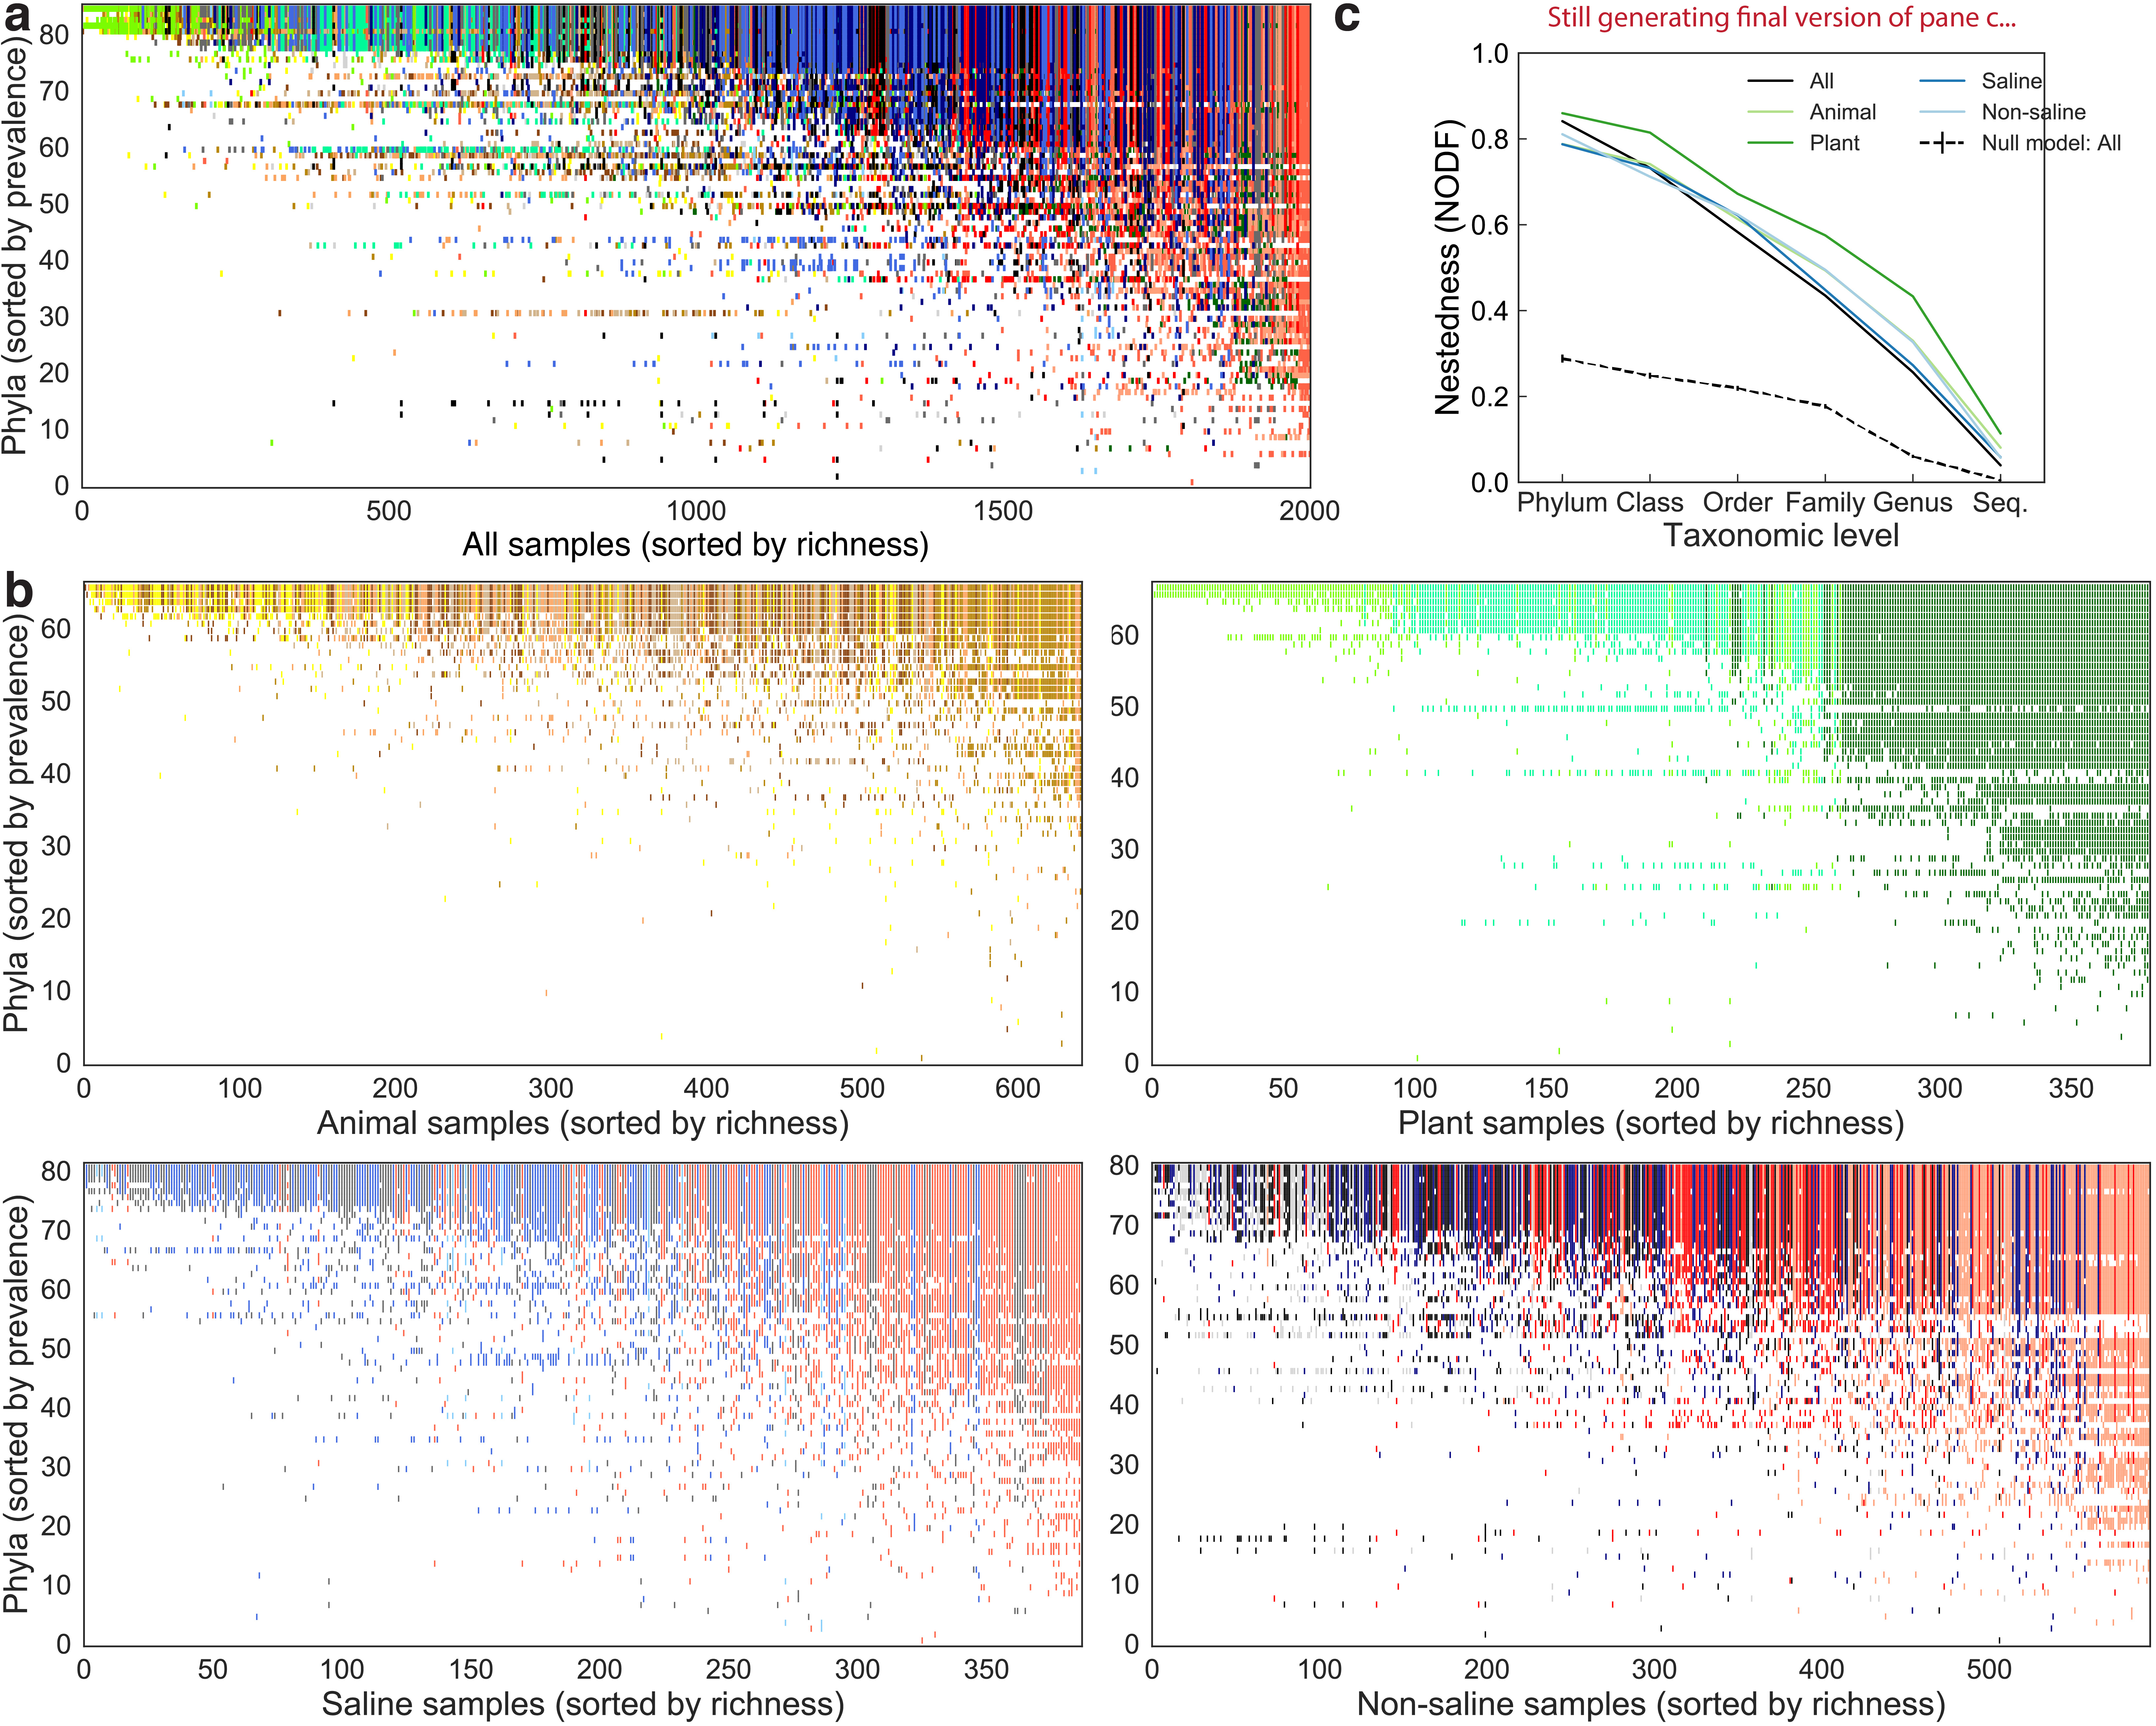 a
Phyla (sorted by prevalence)
80
70
60
50
40
30
20
10
0
0 500 1000 1500 2000
All samples (sorted by richness)
c
Still generating final version of pane c...
Nestedness (NODF)
1.0
0.8
0.6
0.4
0.2
0.0
All
Animal
Plant
Saline
Non-saline
Null model: All
Phylum Class Order Family Genus Seq.
Taxonomic level
b
Phyla (sorted by prevalence)
60
50
40
30
20
10
0
0 100 200 300 400 500 600
Animal samples (sorted by richness)
60
50
40
30
20
10
0
0 50 100 150 200 250 300 350
Plant samples (sorted by richness)
Phyla (sorted by prevalence)
80
70
60
50
40
30
20
10
0
0 50 100 150 200 250 300 350
Saline samples (sorted by richness)
80
70
60
50
40
30
20
10
0
0 100 200 300 400 500
Non-saline samples (sorted by richness)